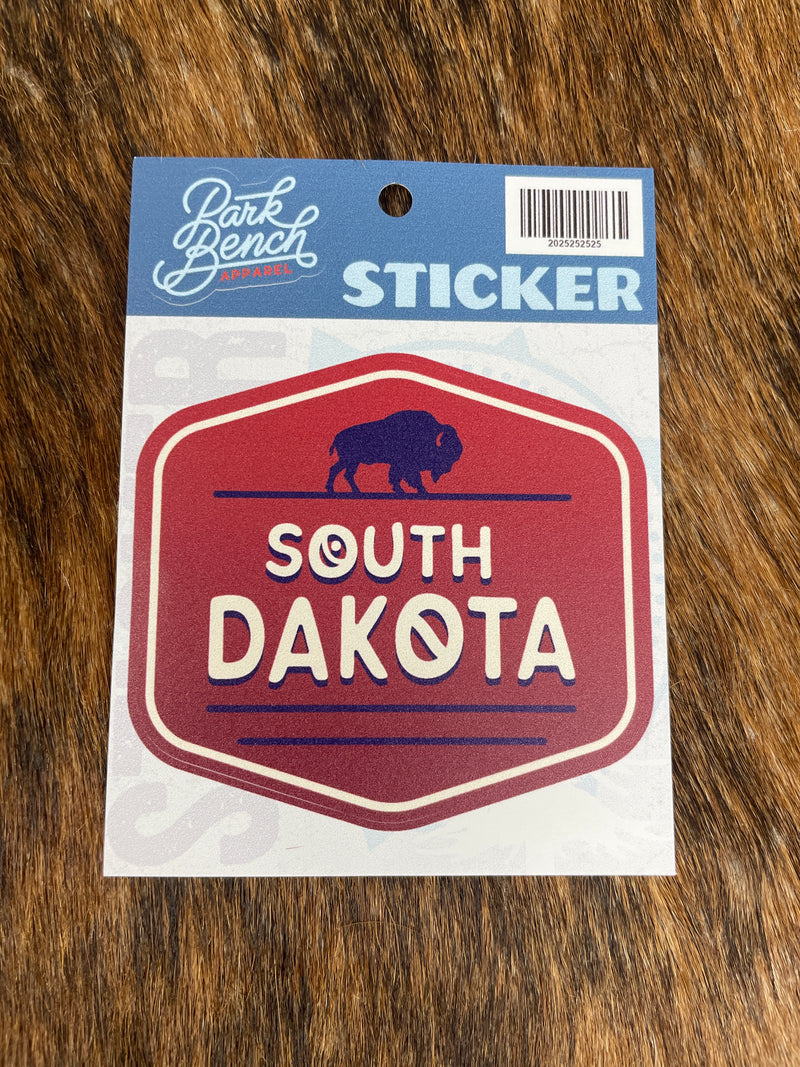 Park
Bench
APPAREL
2025252525
STICKER
SOUTH
DAKOTA